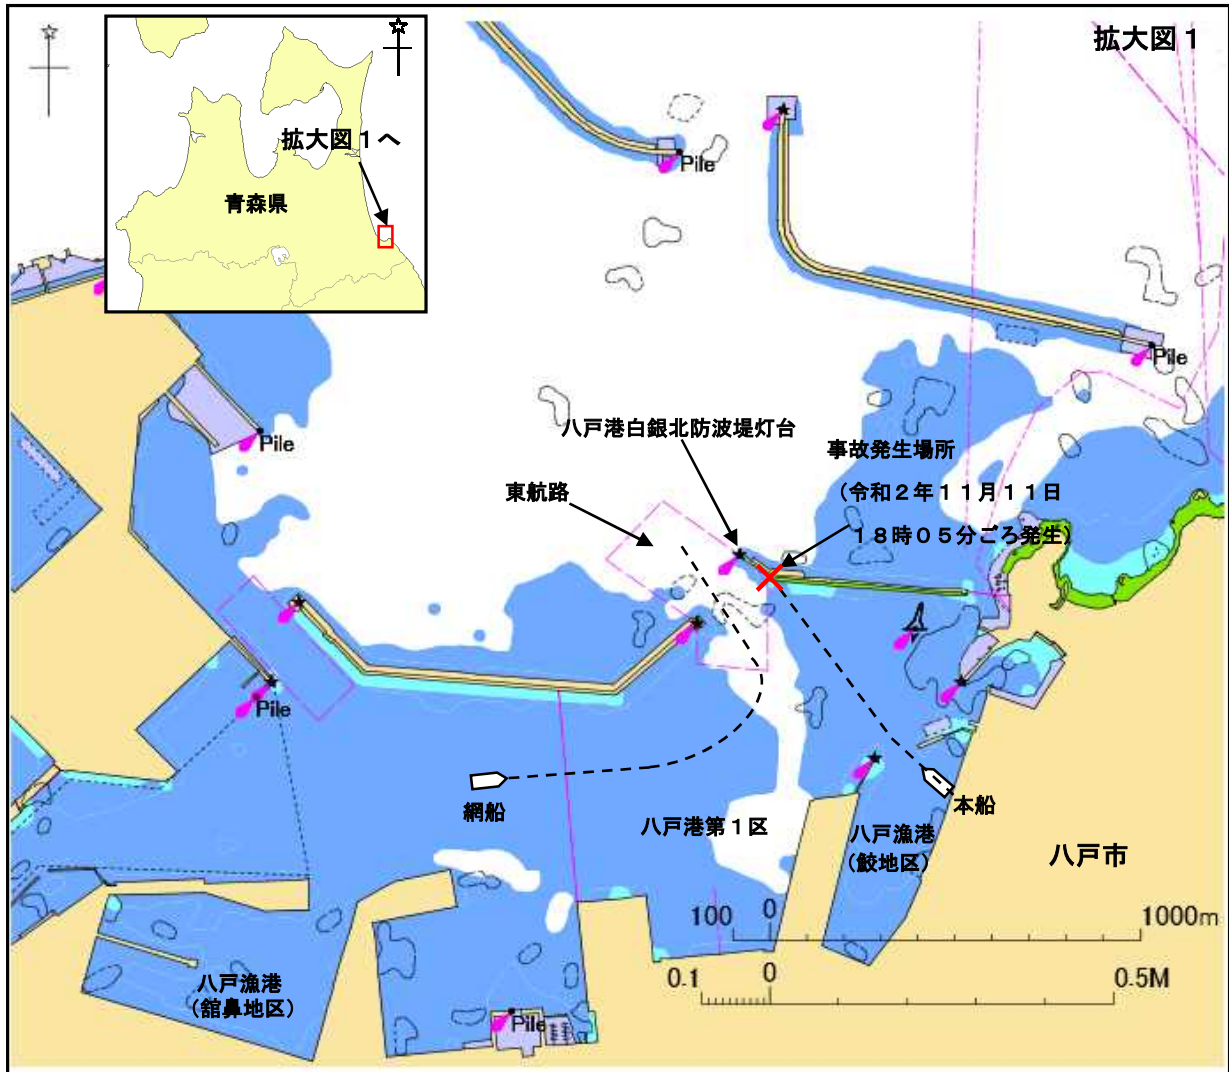 拡大図1
拡大図1へ
青森県
Pile
Pile
Pile
Pile
八戸港白銀北防波堤灯台
事故発生場所
(令和2年11月11日
18時05分ごろ発生)
東航路
Pile
網船
本船
八戸港第1区
八戸漁港
(鮫地区)
八戸市
100 0 1000m
0.1 0 0.5M
八戸漁港
(舘鼻地区)
Pile